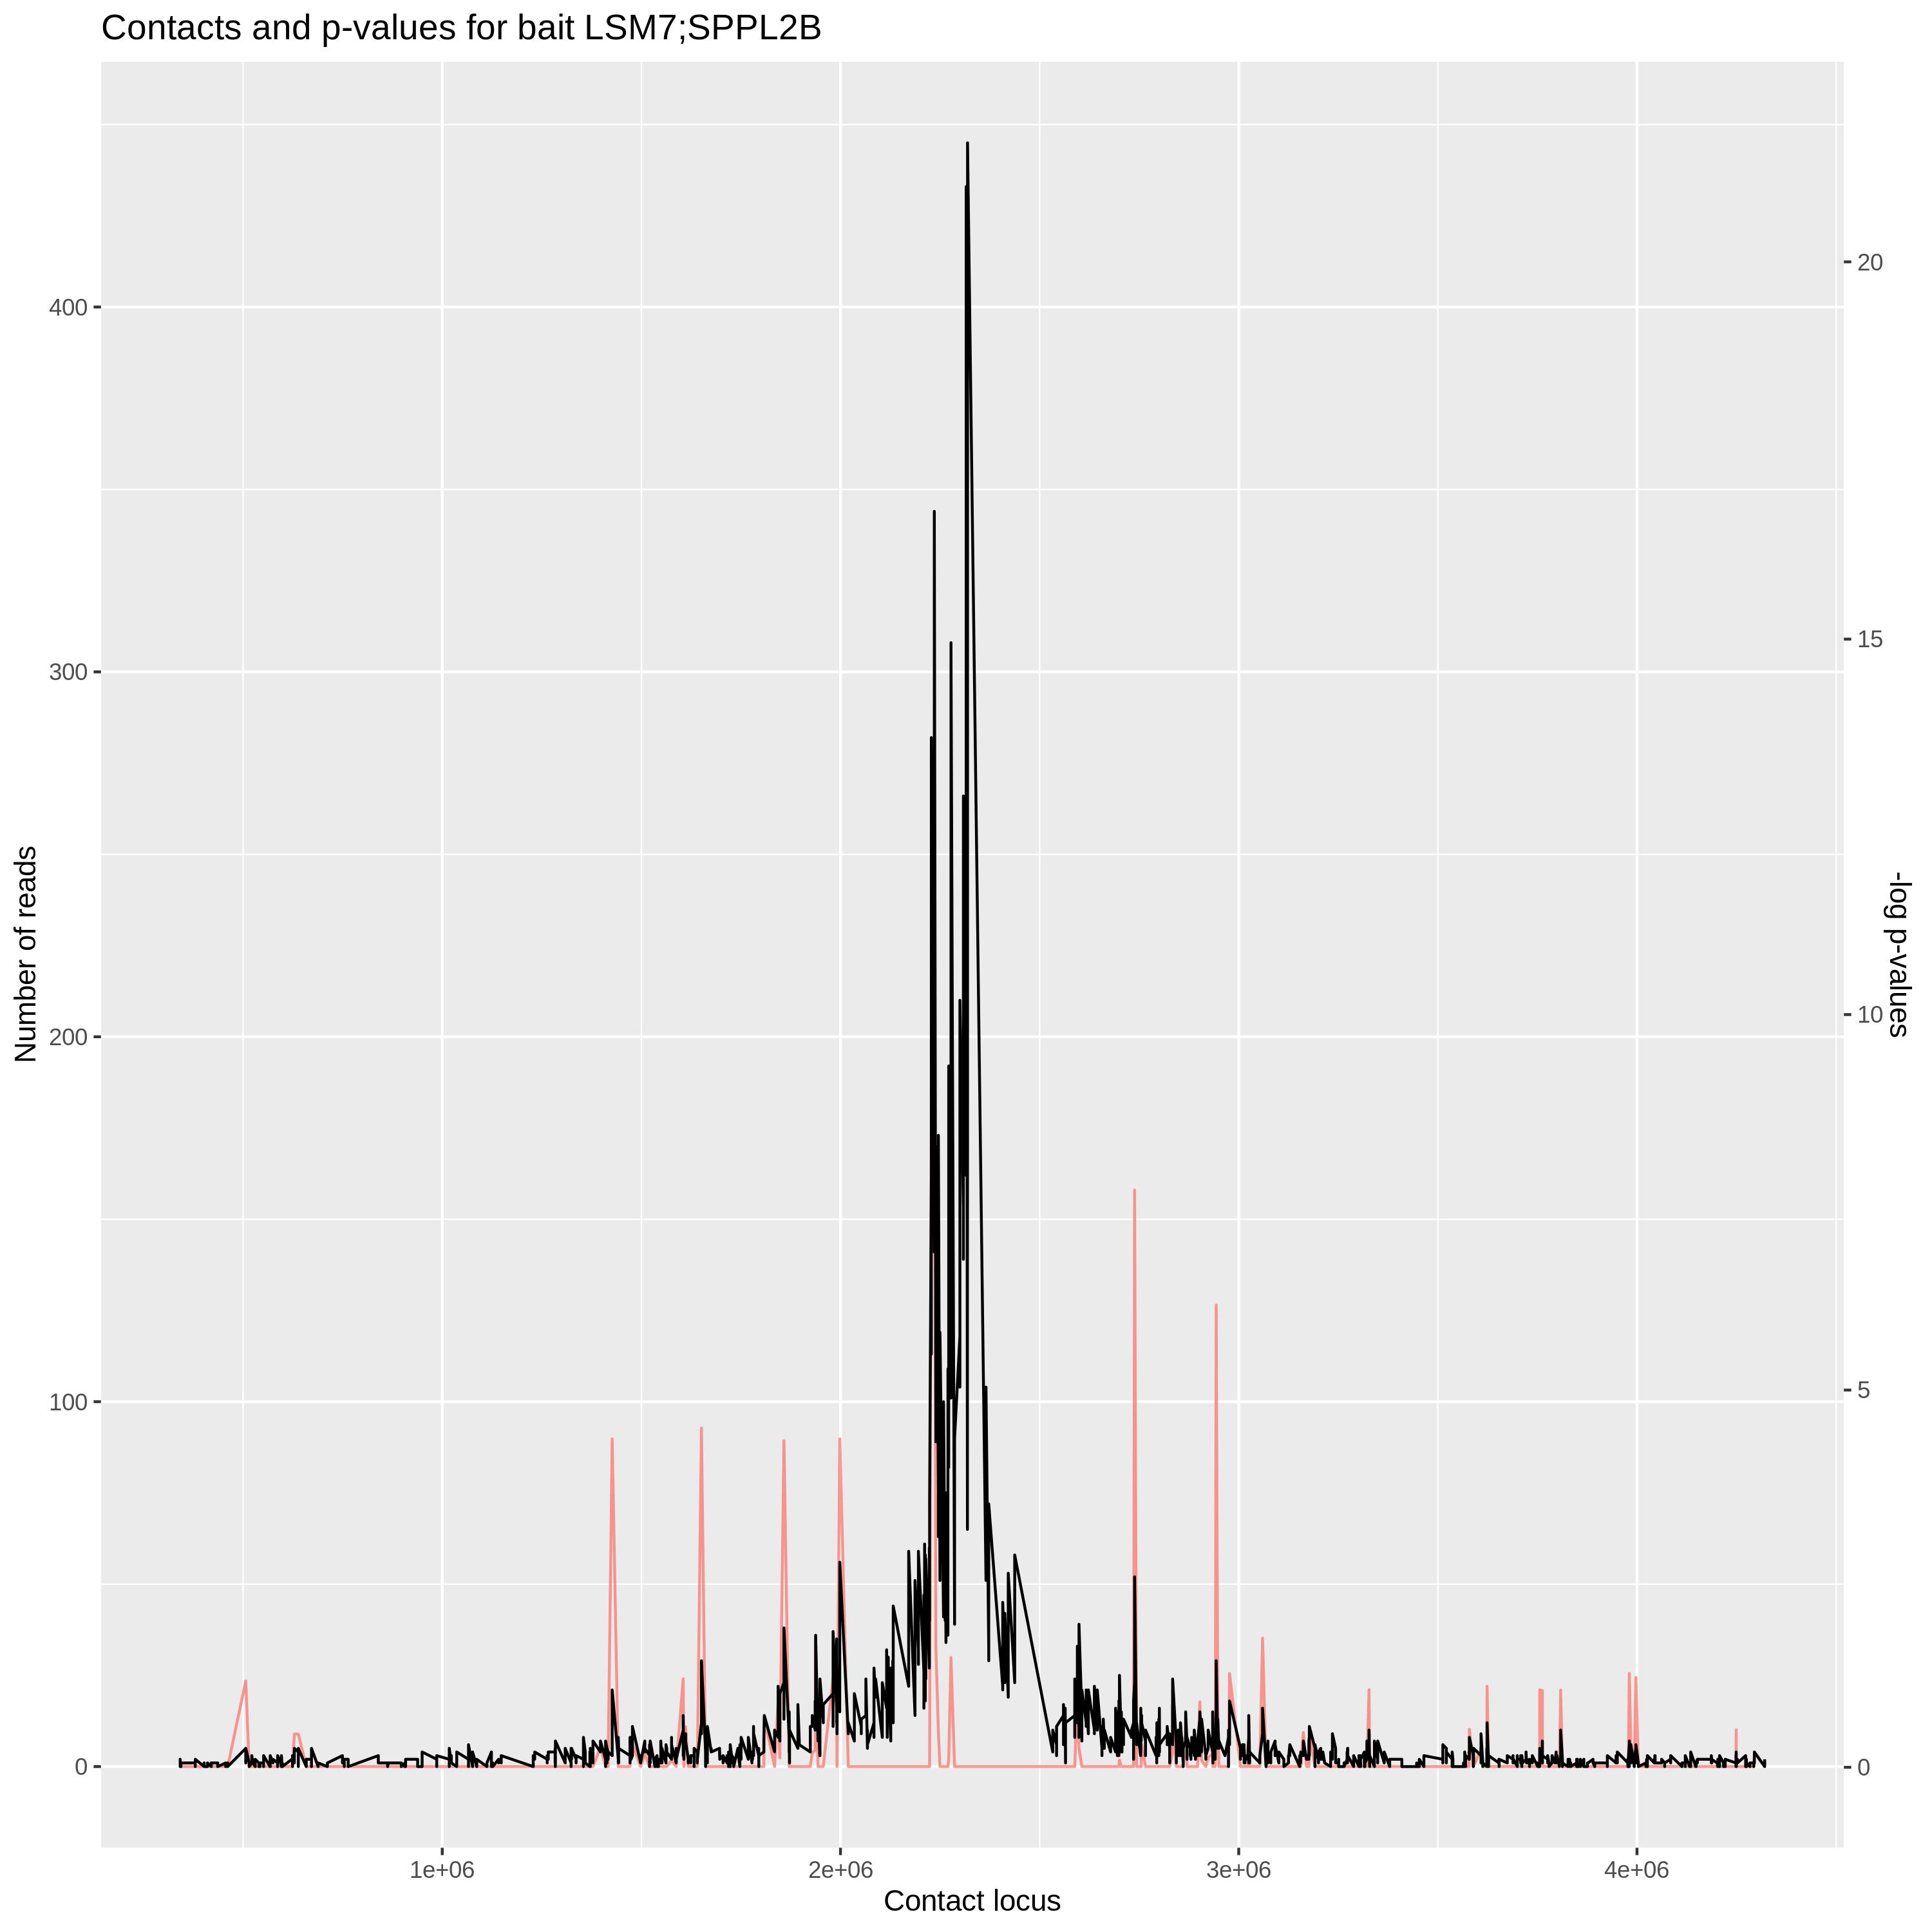 Contacts and p-values for bait LSM7;SPPL2B
Number of reads
400
300
200
100
0
20
15
10
5
0
-log p-values
1e+06
2e+06
3e+06
4e+06
Contact locus